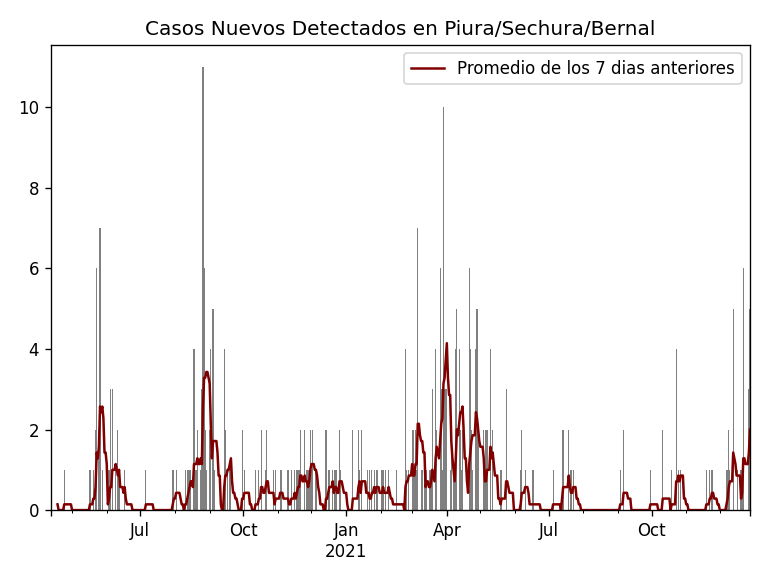 Casos Nuevos Detectados en Piura/Sechura/Bernal
Promedio de los 7 dias anteriores
10
8
6
4
2
0
Jul Oct Jan Apr Jul Oct
2021